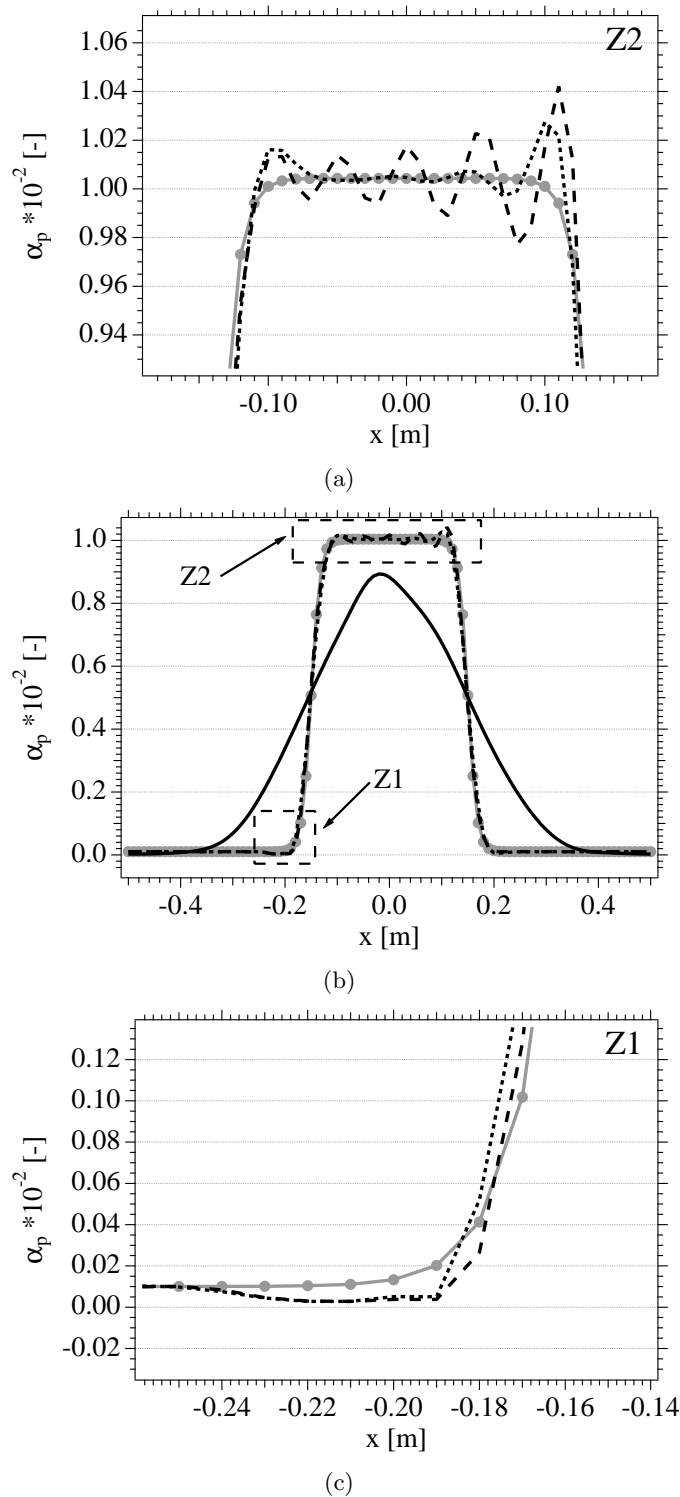 Z2
1.06
1.04
1.02
1.00
0.98
0.96
0.94
αp *10⁻² [-]
-0.10 0.00 0.10
x [m]
(a)
1.0
0.8
0.6
0.4
0.2
0.0
αp *10⁻² [-]
Z2
Z1
-0.4 -0.2 0.0 0.2 0.4
x [m]
(b)
Z1
0.12
0.10
0.08
0.06
0.04
0.02
0.00
-0.02
αp *10⁻² [-]
-0.24 -0.22 -0.20 -0.18 -0.16 -0.14
x [m]
(c)